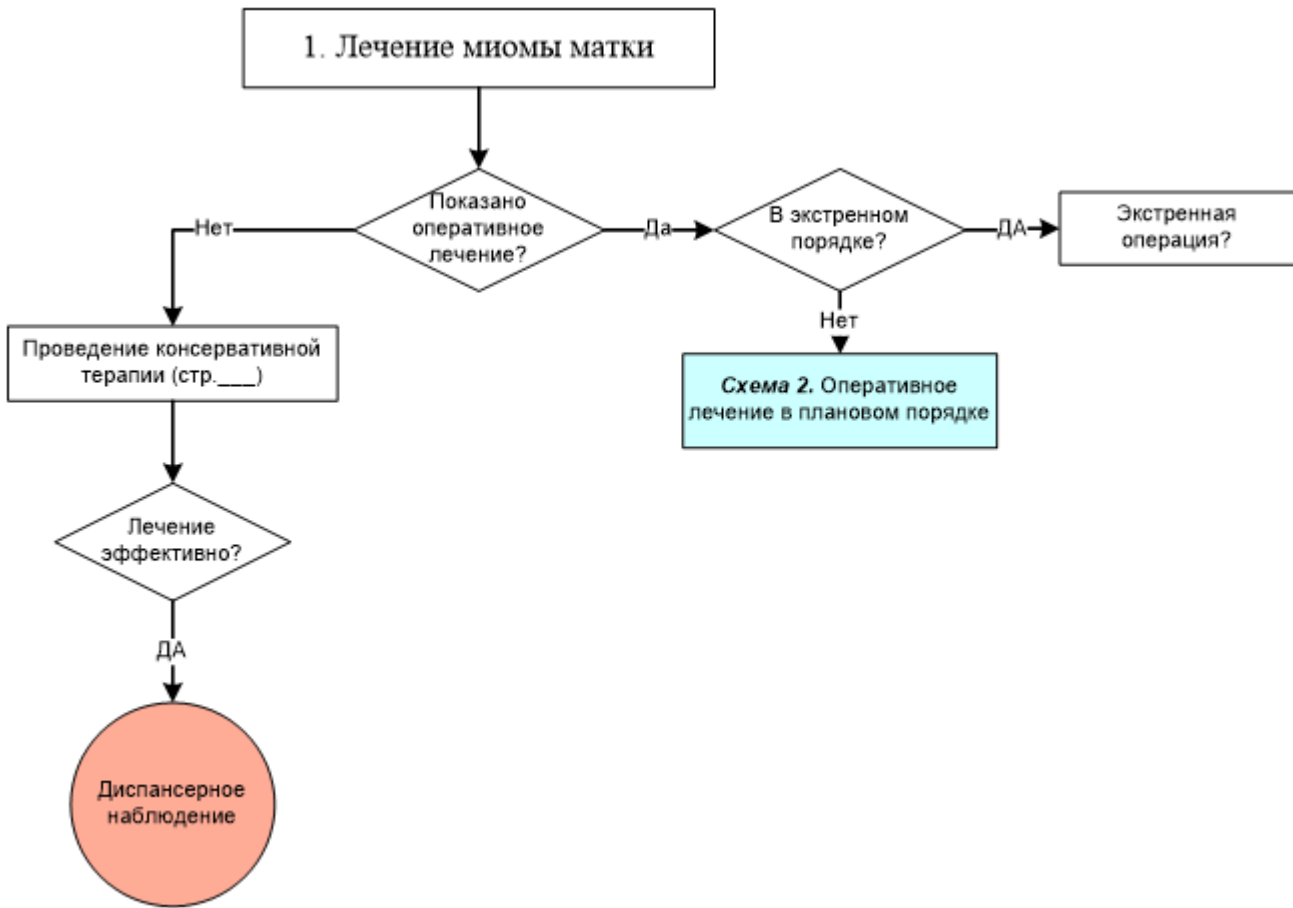 1. Лечение миомы матки
Показано
оперативное
лечение?
Нет
Да
В экстренном
порядке?
ДА
Экстренная
операция?
Нет
Схема 2. Оперативное
лечение в плановом порядке
Проведение консервативной
терапии (стр.___)
Лечение
эффективно?
ДА
Диспансерное
наблюдение